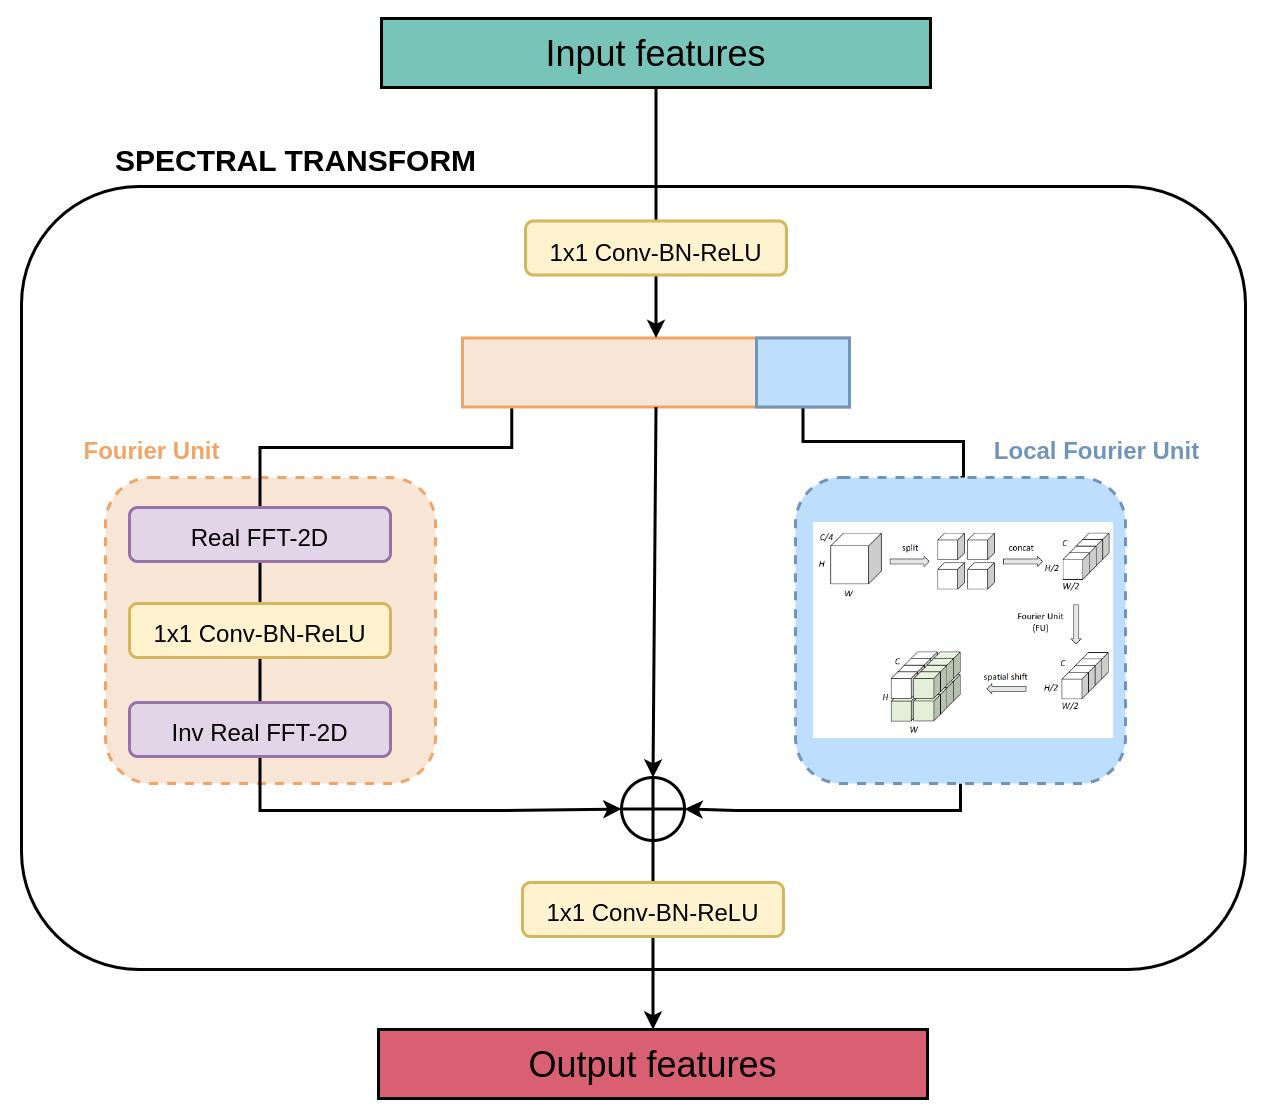 Input features
SPECTRAL TRANSFORM
1x1 Conv-BN-ReLU
Fourier Unit
Local Fourier Unit
Real FFT-2D
1x1 Conv-BN-ReLU
Inv Real FFT-2D
C/4
H
W
split
concat
C
H/2
W/2
Fourier Unit
(FU)
C
H/2
W/2
spatial shift
C
H
W
1x1 Conv-BN-ReLU
Output features